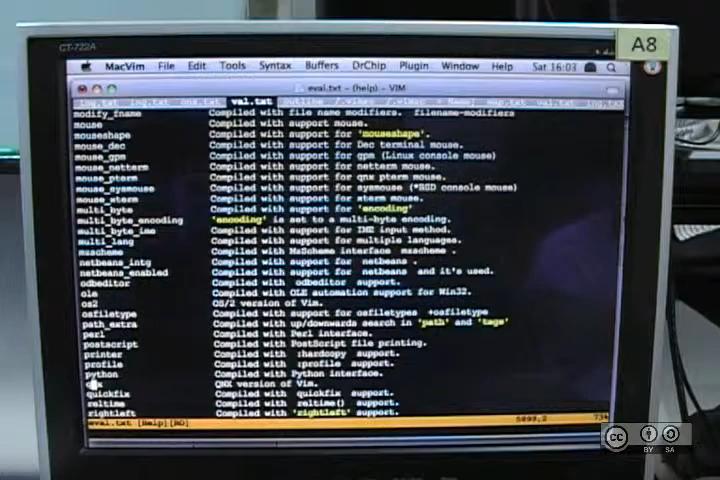 CT-722A
A8
MacVim File Edit Tools Syntax Buffers DrChip Plugin Window Help Sat 16:03
eval.txt - (help) - VIM
val.txt
modify_fname Compiled with file name modifiers. filename-modifiers
mouse Compiled with support mouse.
mouseshape Compiled with support for 'mouseshape'.
mouse_dec Compiled with support for Dec terminal mouse.
mouse_gpm Compiled with support for gpm (Linux console mouse)
mouse_netterm Compiled with support for netterm mouse.
mouse_pterm Compiled with support for qnx pterm mouse.
mouse_sysmouse Compiled with support for sysmouse (*BSD console mouse)
mouse_xterm Compiled with support for xterm mouse.
multi_byte Compiled with support for 'encoding'
multi_byte_encoding 'encoding' is set to a multi-byte encoding.
multi_byte_ime Compiled with support for IME input method.
multi_lang Compiled with support for multiple languages.
mzscheme Compiled with MzScheme interface mzscheme .
netbeans_intg Compiled with support for netbeans .
netbeans_enabled Compiled with support for netbeans and it's used.
odbeditor Compiled with odbeditor support.
ole Compiled with OLE automation support for Win32.
os2 OS/2 version of Vim.
osfiletype Compiled with support for osfiletypes +osfiletype
path_extra Compiled with up/downwards search in 'path' and 'tags'
perl Compiled with Perl interface.
postscript Compiled with PostScript file printing.
printer Compiled with :hardcopy support.
profile Compiled with :profile support.
python Compiled with Python interface.
qnx QNX version of Vim.
quickfix Compiled with quickfix support.
reltime Compiled with reltime() support.
rightleft Compiled with 'rightleft' support.
eval.txt [Help][RO] 73%
cc
BY SA